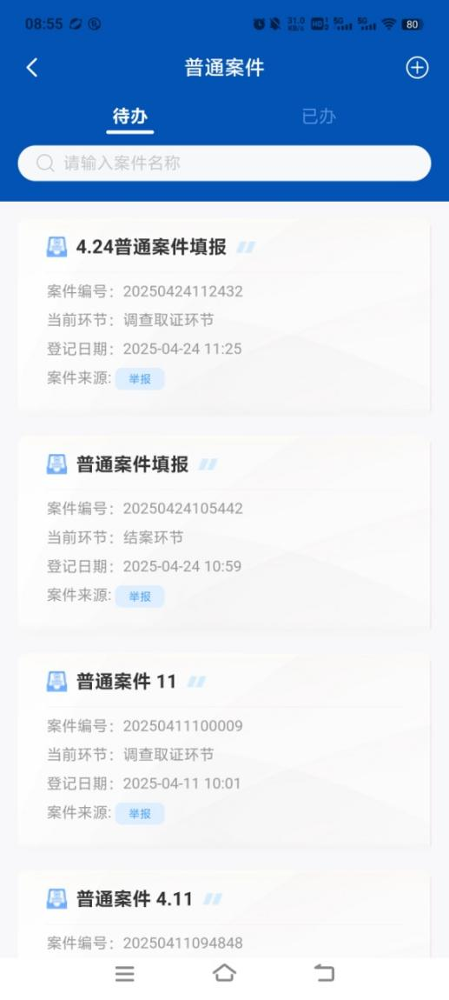 08:55
31.0 KB/s HD 1 2 5G 5G 80
普通案件
待办 已办
请输入案件名称
4.24普通案件填报
案件编号：20250424112432
当前环节：调查取证环节
登记日期：2025-04-24 11:25
案件来源: 举报
普通案件填报
案件编号：20250424105442
当前环节：结案环节
登记日期：2025-04-24 10:59
案件来源: 举报
普通案件 11
案件编号：20250411100009
当前环节：调查取证环节
登记日期：2025-04-11 10:01
案件来源: 举报
普通案件 4.11
案件编号：20250411094848